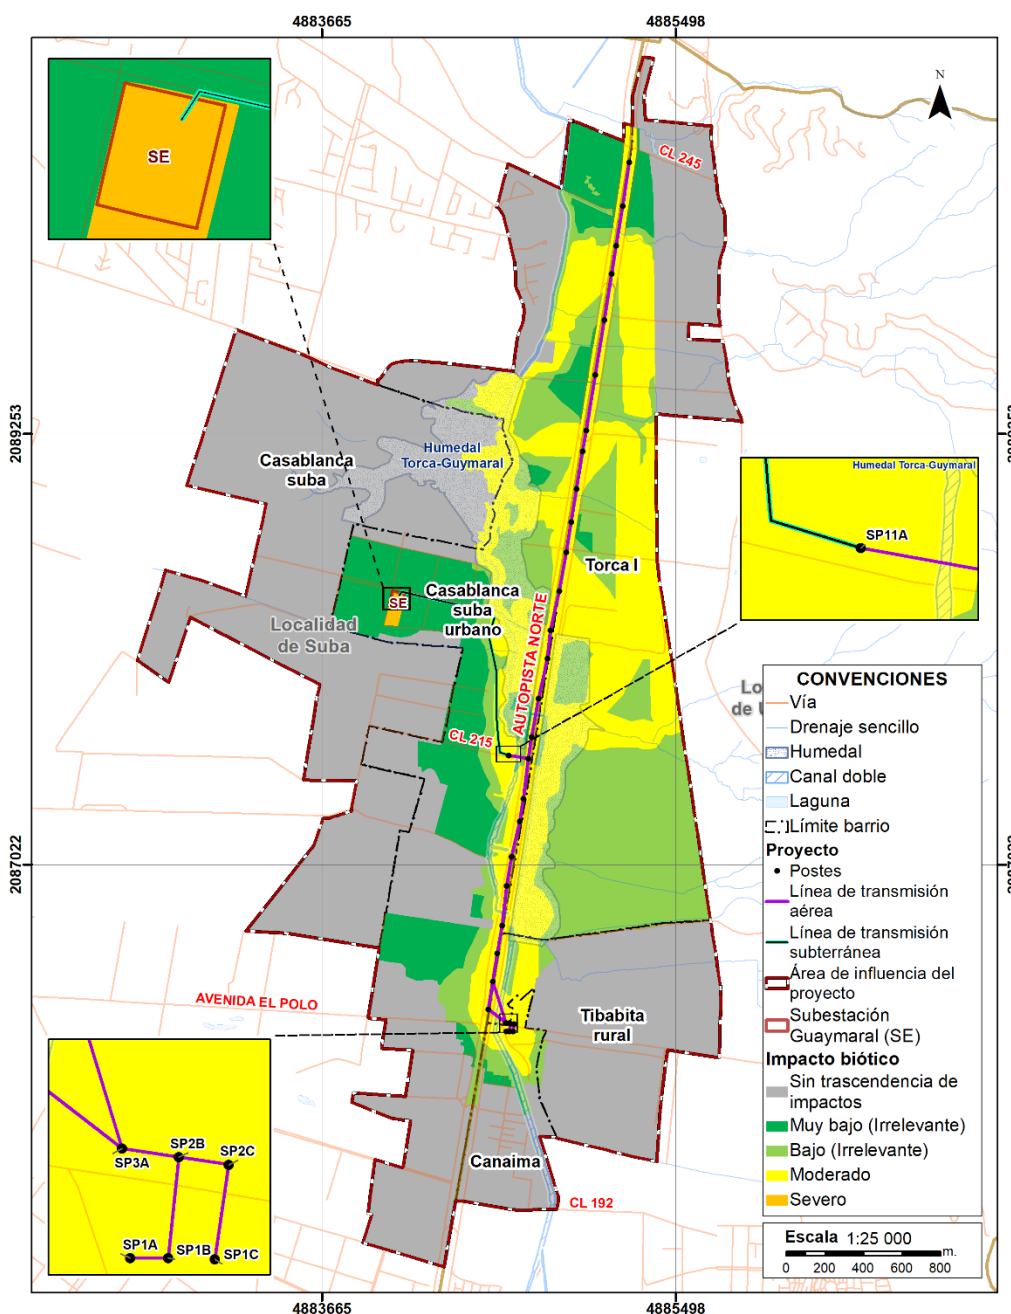 4883665
4885498
N
CL 245
SE
2089253
2089253
Humedal
Torca-Guymaral
Casablanca
suba
Humedal Torca-Guymaral
SP11A
Torca I
Casablanca
suba
urbano
SE
Localidad
de Suba
AUTOPISTA NORTE
CL 215
Lo
de U
CONVENCIONES
Vía
Drenaje sencillo
Humedal
Canal doble
Laguna
Límite barrio
Proyecto
Postes
Línea de transmisión
aérea
Línea de transmisión
subterránea
Área de influencia del
proyecto
Subestación
Guaymaral (SE)
Impacto biótico
Sin trascendencia de
impactos
Muy bajo (Irrelevante)
Bajo (Irrelevante)
Moderado
Severo
2087022
2087022
AVENIDA EL POLO
Tibabita
rural
SP3A
SP2B
SP2C
SP1A
SP1B
SP1C
Canaima
CL 192
Escala 1:25 000
0 200 400 600 800 m.
4883665
4885498